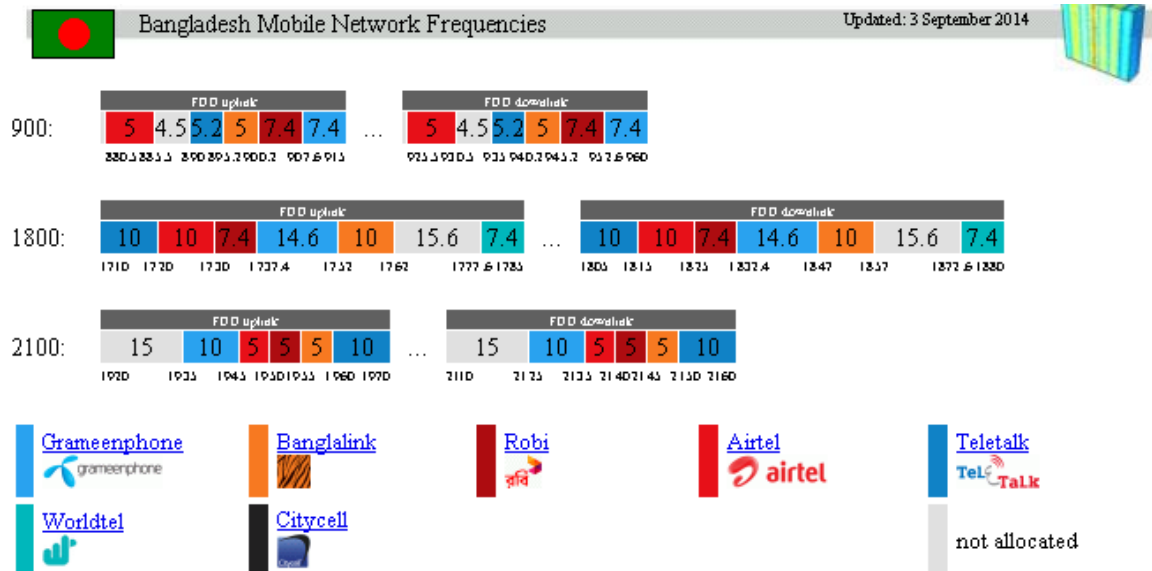 Bangladesh Mobile Network Frequencies
Updated: 3 September 2014
FDD uplink FDD downlink
900: 5 4.5 5.2 5 7.4 7.4 ... 5 4.5 5.2 5 7.4 7.4
880.5 885.5 890 895.2 900.2 907.6 915 925.5 930.5 935 940.2 945.2 952.6 960
FDD uplink FDD downlink
1800: 10 10 7.4 14.6 10 15.6 7.4 ... 10 10 7.4 14.6 10 15.6 7.4
1710 1720 1730 1737.4 1752 1762 1777.6 1785 1805 1815 1825 1832.4 1847 1857 1872.6 1880
FDD uplink FDD downlink
2100: 15 10 5 5 5 10 ... 15 10 5 5 5 10
1920 1935 1945 1950 1955 1960 1970 2110 2125 2135 2140 2145 2150 2160
Grameenphone Banglalink Robi Airtel Teletalk
grameenphone রবি airtel TeleTalk
Worldtel Citycell
Citycell not allocated